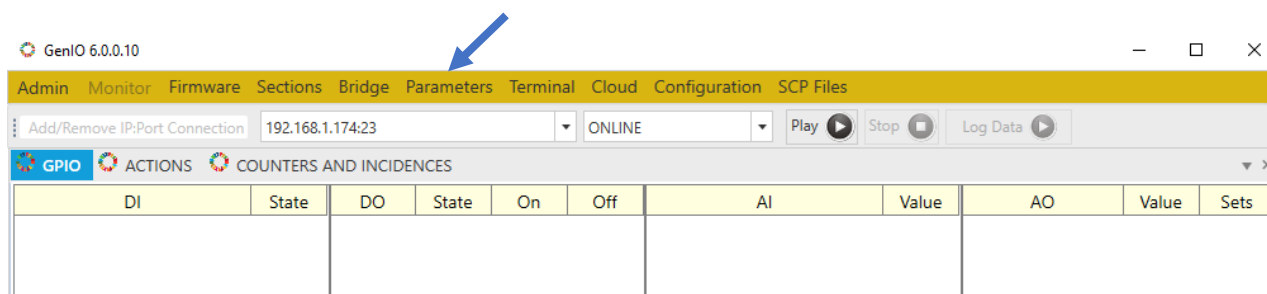 GenIO 6.0.0.10
Admin Monitor Firmware Sections Bridge Parameters Terminal Cloud Configuration SCP Files
Add/Remove IP:Port Connection 192.168.1.174:23 ONLINE Play Stop Log Data
GPIO ACTIONS COUNTERS AND INCIDENCES
DI State DO State On Off AI Value AO Value Sets